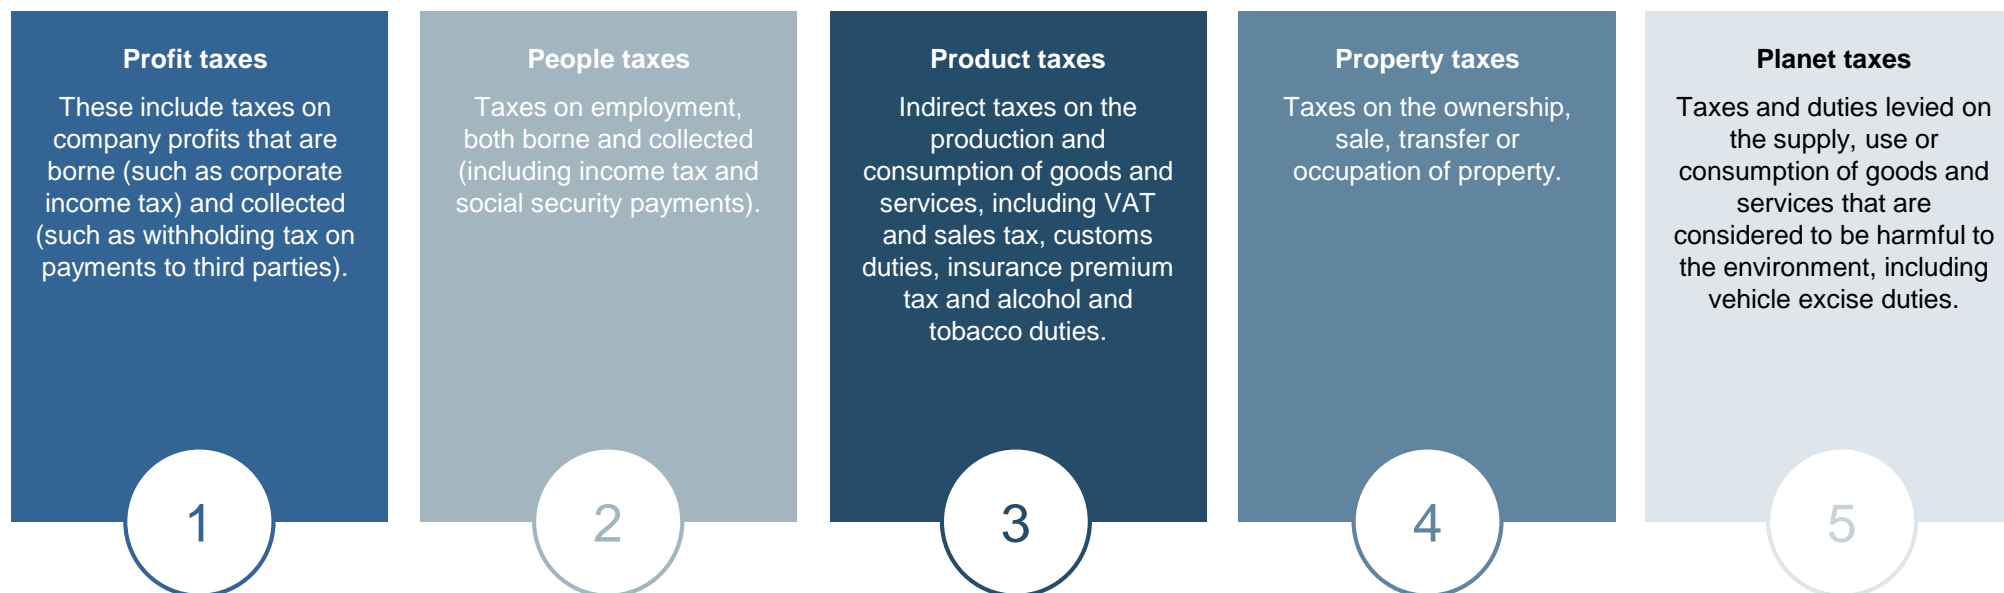 Profit taxes
These include taxes on
company profits that are
borne (such as corporate
income tax) and collected
(such as withholding tax on
payments to third parties).
1
People taxes
Taxes on employment,
both borne and collected
(including income tax and
social security payments).
2
Product taxes
Indirect taxes on the
production and
consumption of goods and
services, including VAT
and sales tax, customs
duties, insurance premium
tax and alcohol and
tobacco duties.
3
Property taxes
Taxes on the ownership,
sale, transfer or
occupation of property.
4
Planet taxes
Taxes and duties levied on
the supply, use or
consumption of goods and
services that are
considered to be harmful to
the environment, including
vehicle excise duties.
5